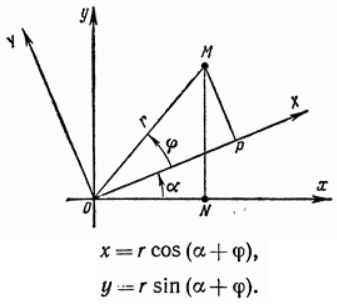 y
Y
M
r
X
φ
P
α
x
O
N
x = r cos (α + φ),
y = r sin (α + φ).